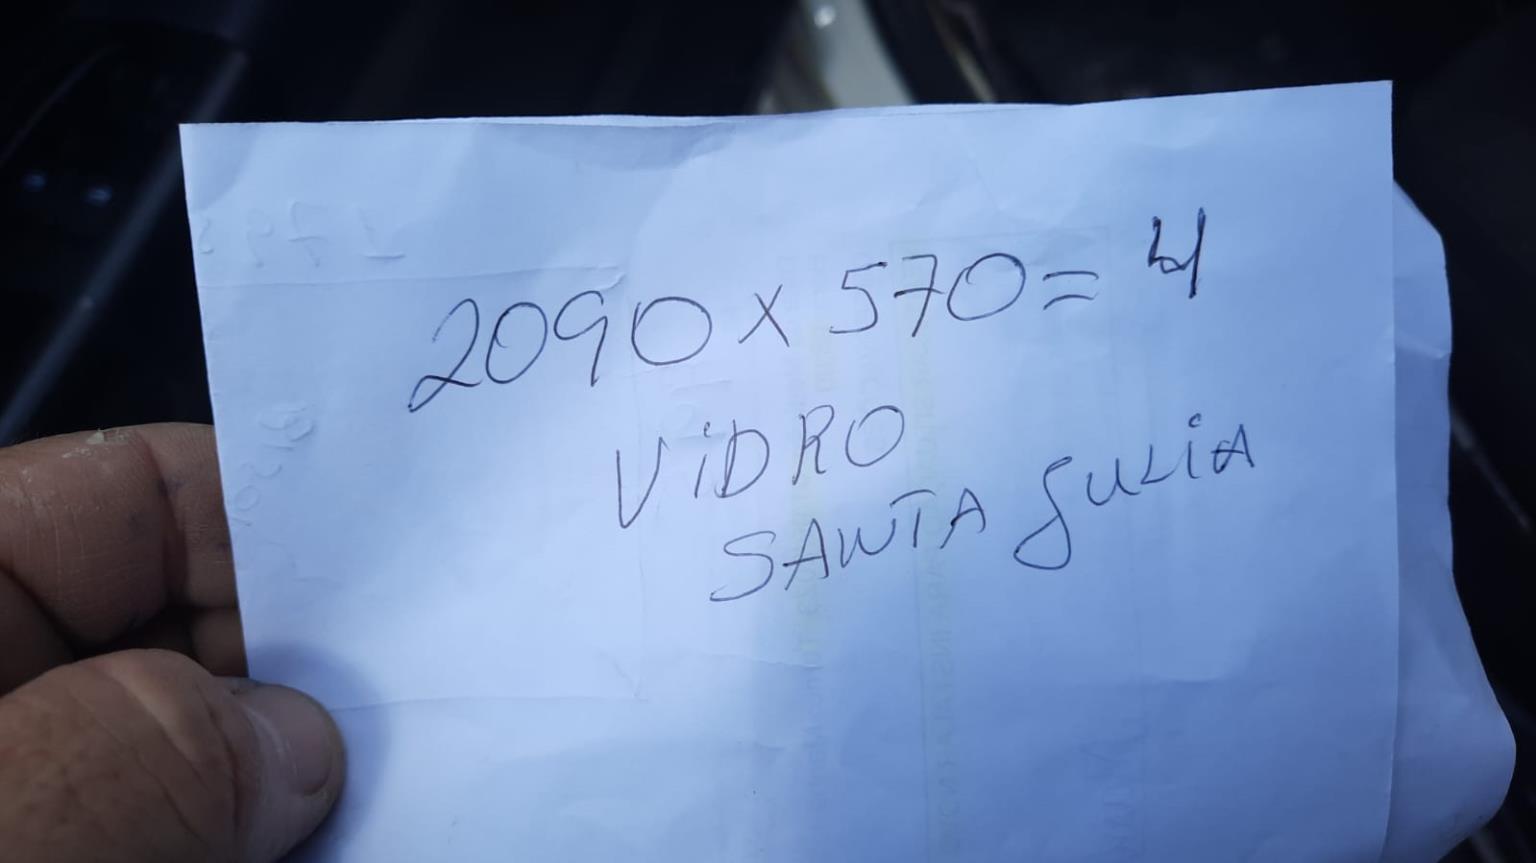 2090 x 570 = 4
VIDRO
SANTA JULIA